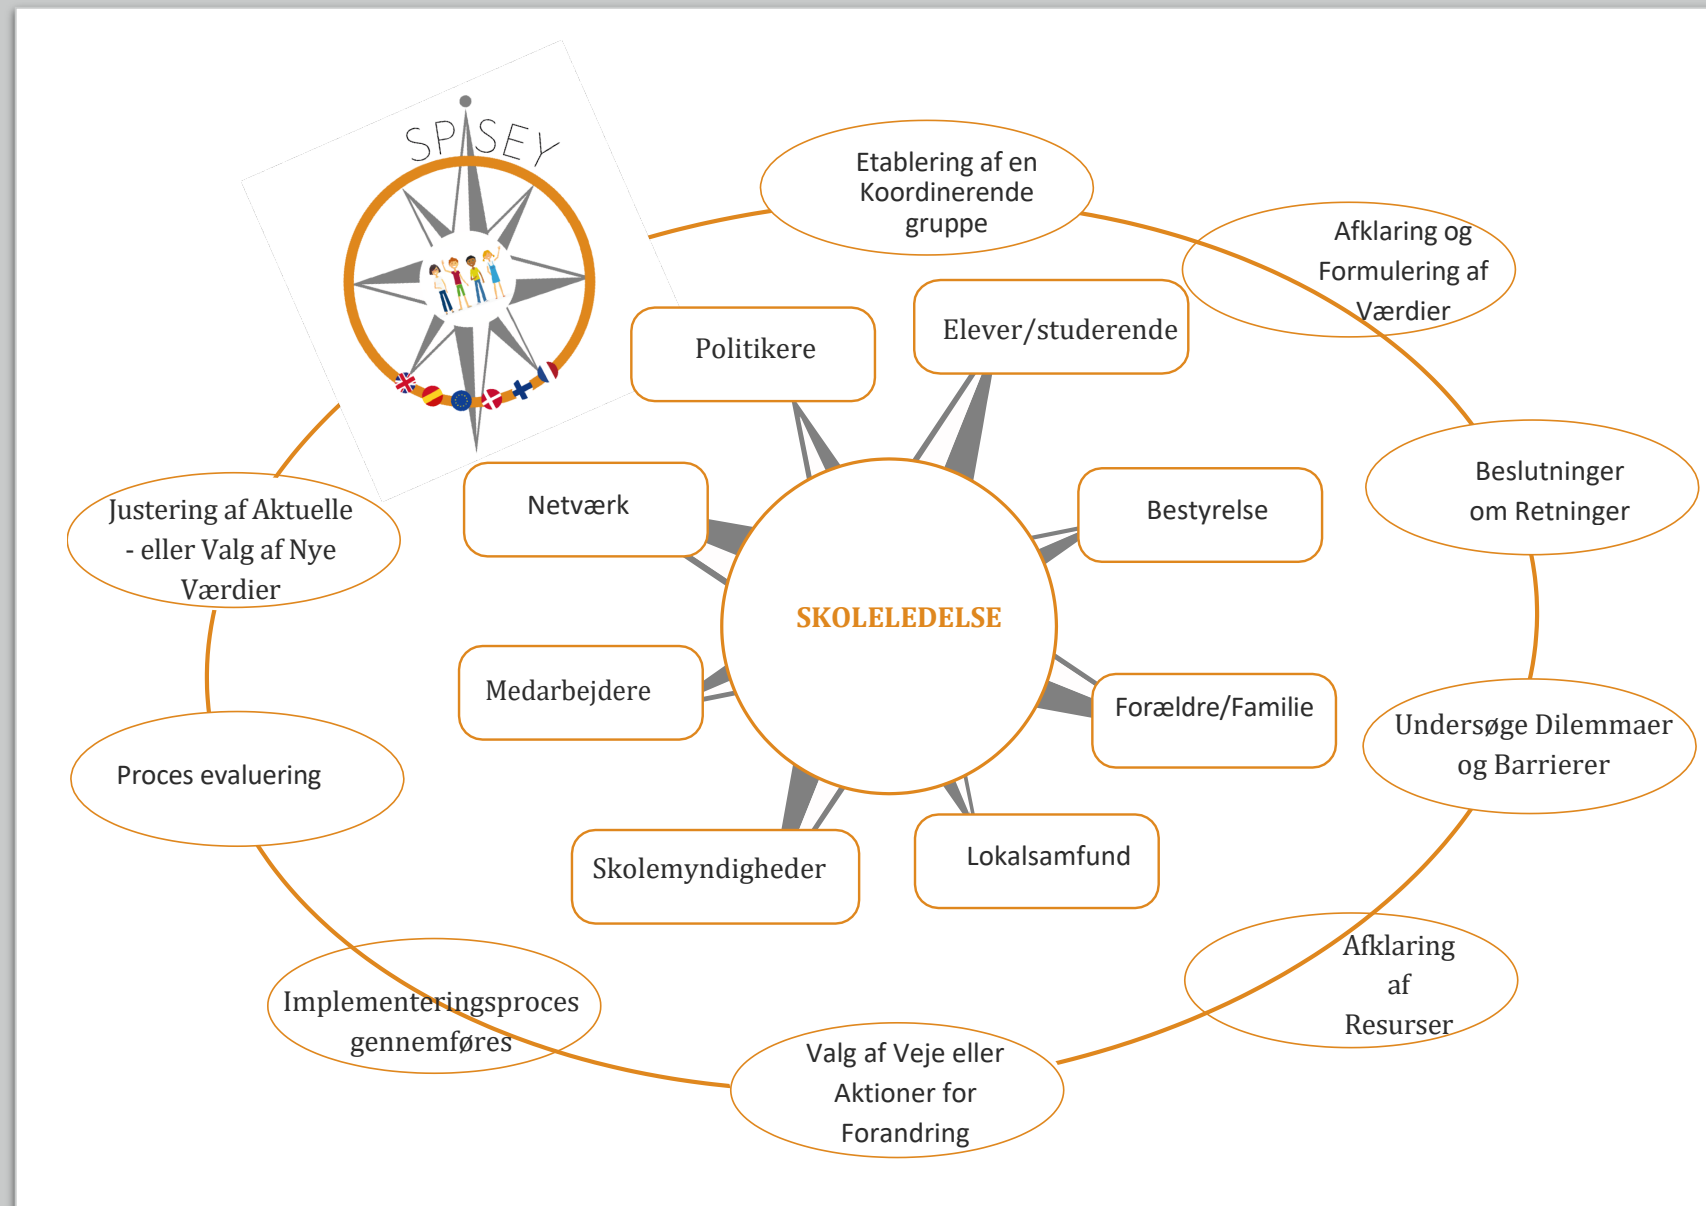 SPISEY
Etablering af en
Koordinerende
gruppe
Afklaring og
Formulering af
Værdier
Elever/studerende
Politikere
Beslutninger
om Retninger
Netværk
Bestyrelse
Justering af Aktuelle
- eller Valg af Nye
Værdier
SKOLELEDELSE
Medarbejdere
Forældre/Familie
Undersøge Dilemmaer
og Barrierer
Proces evaluering
Skolemyndigheder
Lokalsamfund
Afklaring
af
Resurser
Implementeringsproces
gennemføres
Valg af Veje eller
Aktioner for
Forandring